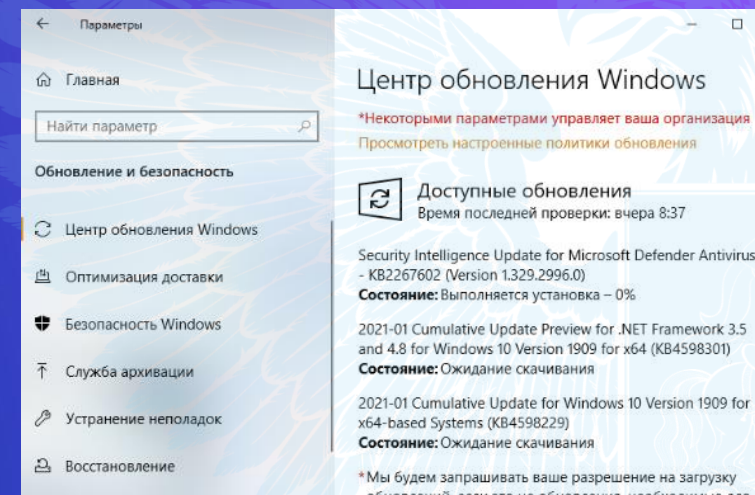 Параметры
Главная
Найти параметр
Обновление и безопасность
Центр обновления Windows
Оптимизация доставки
Безопасность Windows
Служба архивации
Устранение неполадок
Восстановление
Центр обновления Windows
*Некоторыми параметрами управляет ваша организация
Просмотреть настроенные политики обновления
Доступные обновления
Время последней проверки: вчера 8:37
Security Intelligence Update for Microsoft Defender Antivirus
- KB2267602 (Version 1.329.2996.0)
Состояние: Выполняется установка – 0%
2021-01 Cumulative Update Preview for .NET Framework 3.5
and 4.8 for Windows 10 Version 1909 for x64 (KB4598301)
Состояние: Ожидание скачивания
2021-01 Cumulative Update for Windows 10 Version 1909 for
x64-based Systems (KB4598229)
Состояние: Ожидание скачивания
*Мы будем запрашивать ваше разрешение на загрузку